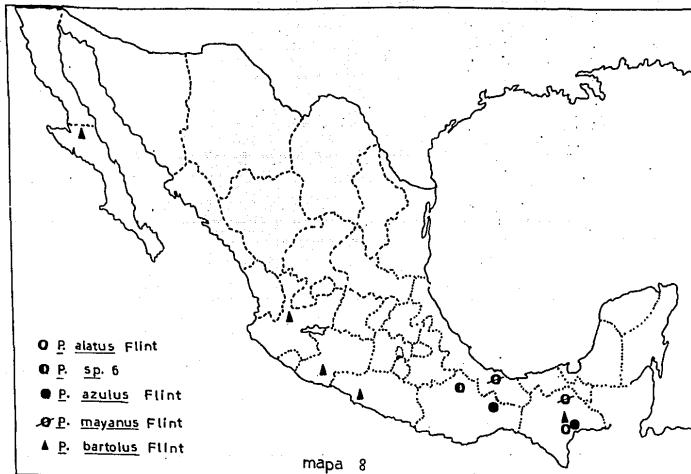 P. alatus Flint
P. sp. 6
P. azulus Flint
P. mayanus Flint
P. bartolus Flint
mapa 8